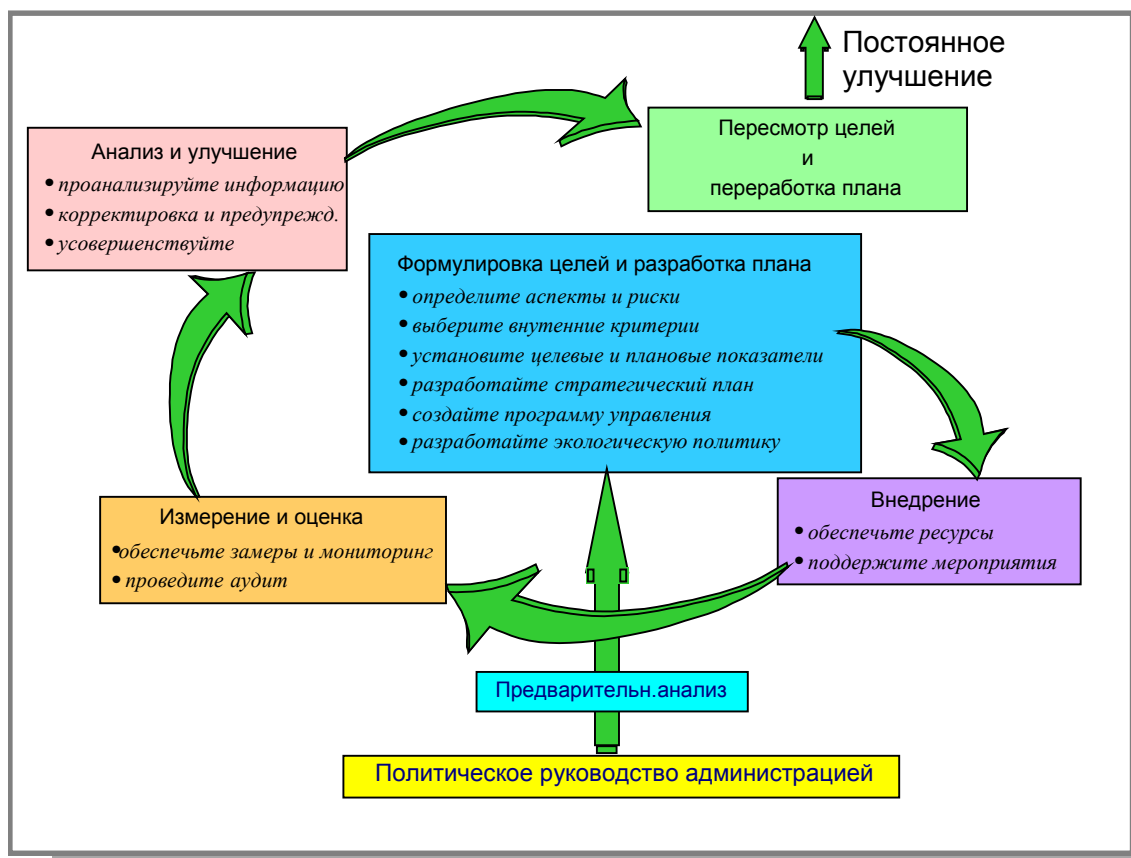 Постоянное
улучшение
Пересмотр целей
и
переработка плана
Анализ и улучшение
• проанализируйте информацию
• корректировка и предупрежд.
• усовершенствуйте
Формулировка целей и разработка плана
• определите аспекты и риски
• выберите внутенние критерии
• установите целевые и плановые показатели
• разработайте стратегический план
• создайте программу управления
• разработайте экологическую политику
Внедрение
• обеспечьте ресурсы
• поддержите мероприятия
Измерение и оценка
• обеспечьте замеры и мониторинг
• проведите аудит
Предварительн.анализ
Политическое руководство администрацией